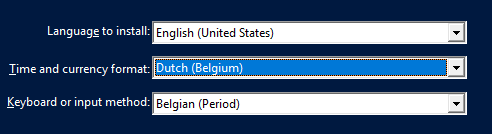 Language to install: English (United States)
Time and currency format: Dutch (Belgium)
Keyboard or input method: Belgian (Period)